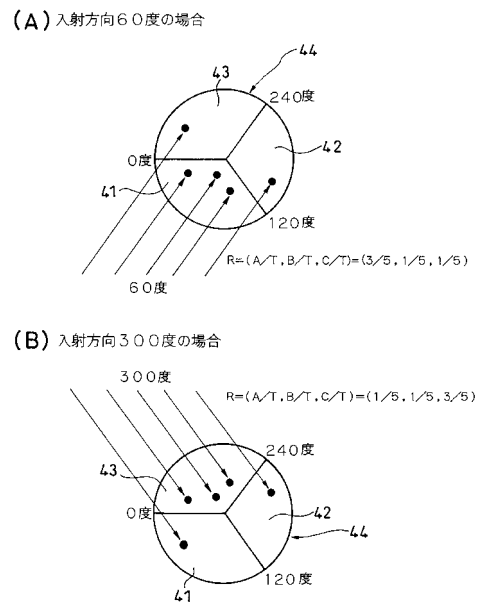 (A) 入射方向60度の場合
43
44
240度
42
0度
41
120度
R=(A/T,B/T,C/T)=(3/5,1/5,1/5)
60度
(B) 入射方向300度の場合
300度
R=(A/T,B/T,C/T)=(1/5,1/5,3/5)
240度
43
0度
42
44
120度
41